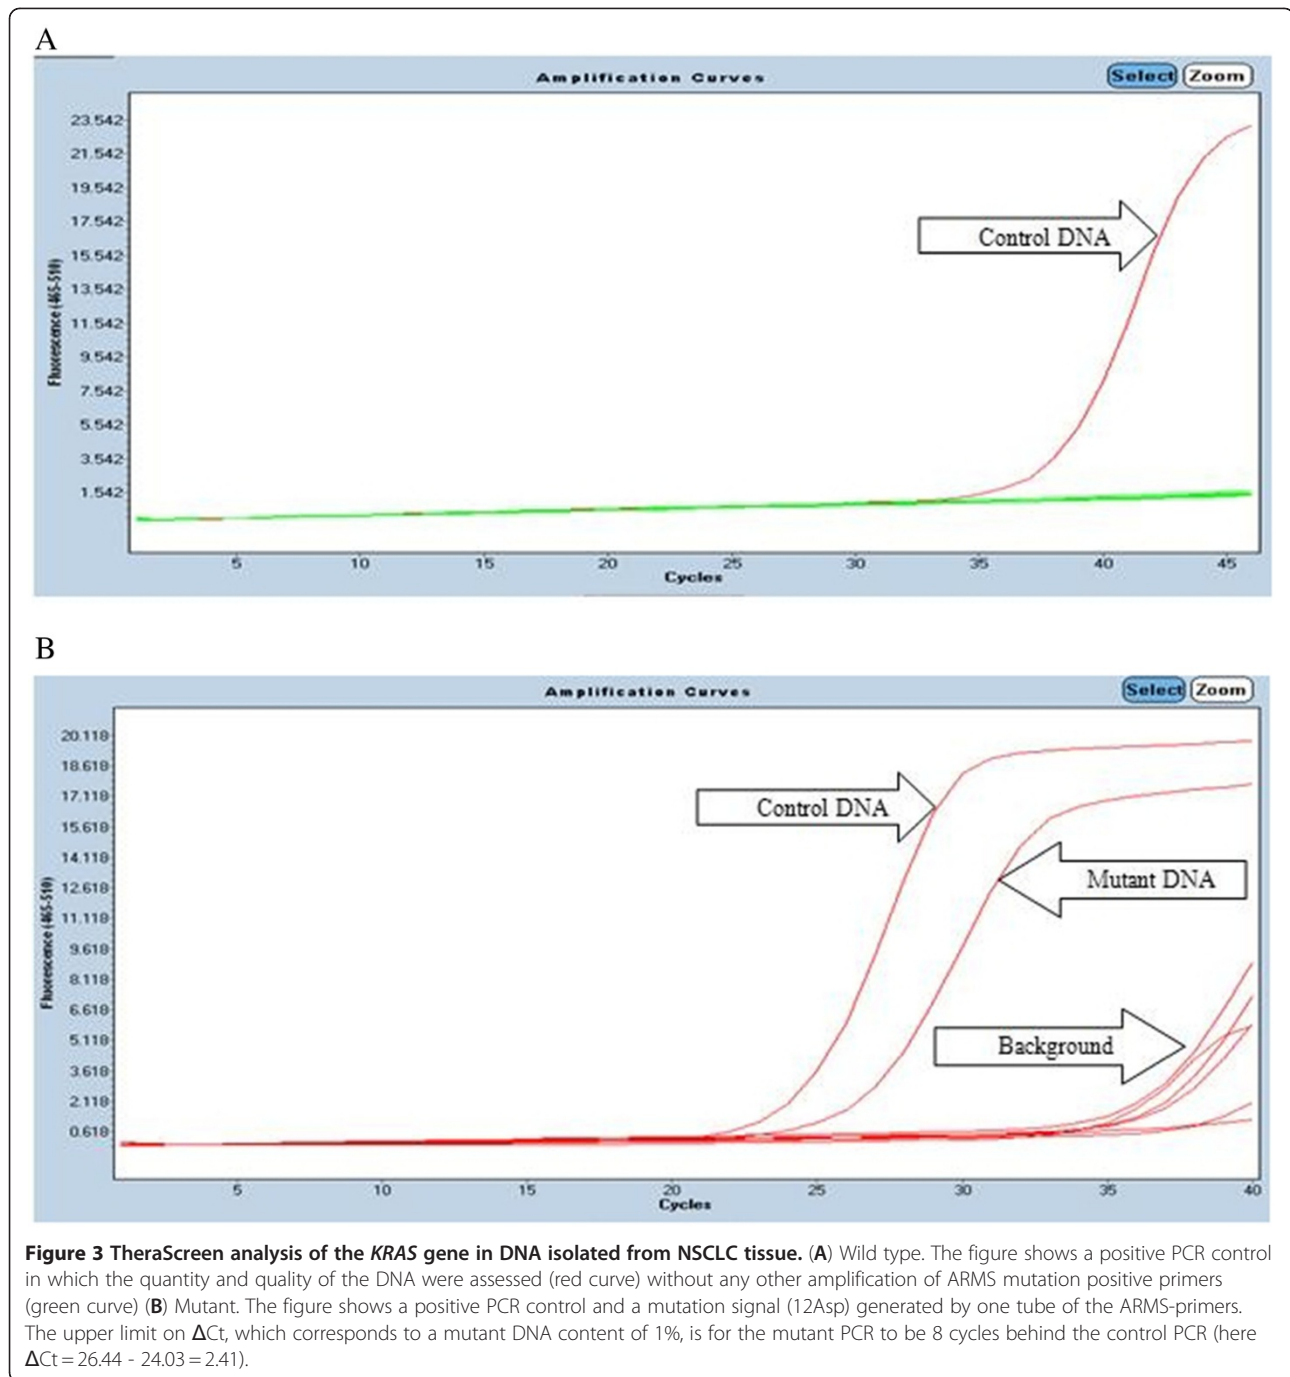 A
Amplification Curves
Select Zoom
23.542
21.542
19.542
17.542
15.542
13.542
11.542
9.542
7.542
5.542
3.542
1.542
Fluorescence (465-510)
Control DNA
5 10 15 20 25 30 35 40 45
Cycles
B
Amplification Curves
Select Zoom
20.118
18.618
17.118
15.618
14.118
12.618
11.118
9.618
8.118
6.618
5.118
3.618
2.118
0.618
Fluorescence (465-510)
Control DNA
Mutant DNA
Background
5 10 15 20 25 30 35 40
Cycles
Figure 3 TheraScreen analysis of the KRAS gene in DNA isolated from NSCLC tissue. (A) Wild type. The figure shows a positive PCR control
in which the quantity and quality of the DNA were assessed (red curve) without any other amplification of ARMS mutation positive primers
(green curve) (B) Mutant. The figure shows a positive PCR control and a mutation signal (12Asp) generated by one tube of the ARMS-primers.
The upper limit on ΔCt, which corresponds to a mutant DNA content of 1%, is for the mutant PCR to be 8 cycles behind the control PCR (here
ΔCt = 26.44 - 24.03 = 2.41).